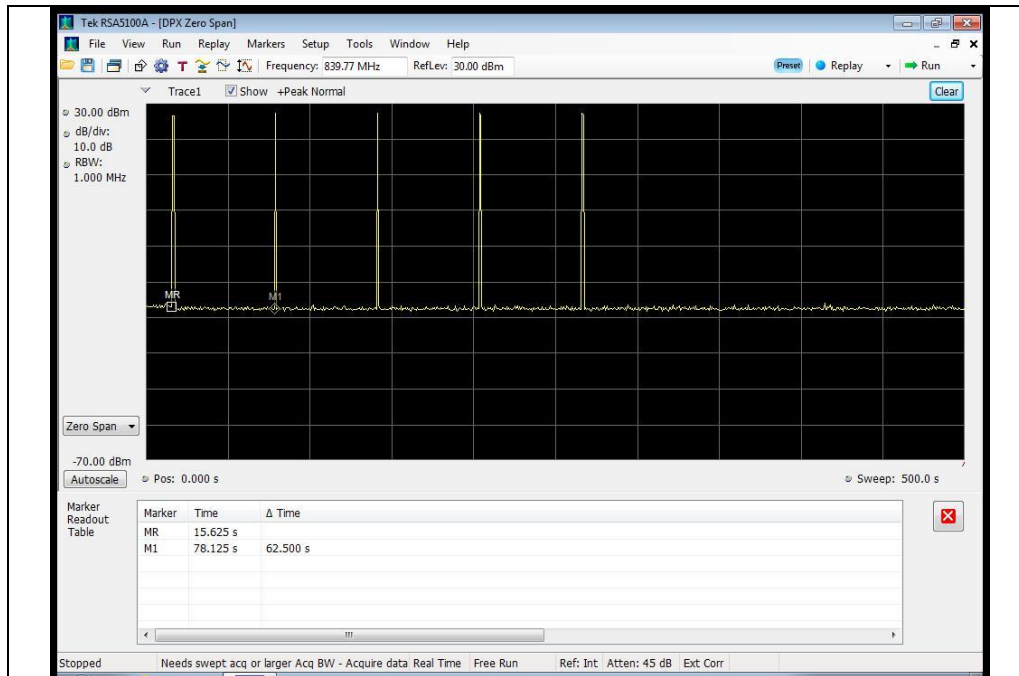 Tek RSA5100A - [DPX Zero Span]
File View Run Replay Markers Setup Tools Window Help
Frequency: 839.77 MHz RefLev: 30.00 dBm Preset Replay Run
Trace1 Show +Peak Normal Clear
30.00 dBm
dB/div:
10.0 dB
RBW:
1.000 MHz
MR M1
Zero Span
-70.00 dBm
Autoscale Pos: 0.000 s Sweep: 500.0 s
Marker Readout Table
Marker Time Δ Time
MR 15.625 s
M1 78.125 s 62.500 s
Stopped Needs swept acq or larger Acq BW - Acquire data Real Time Free Run Ref: Int Atten: 45 dB Ext Corr